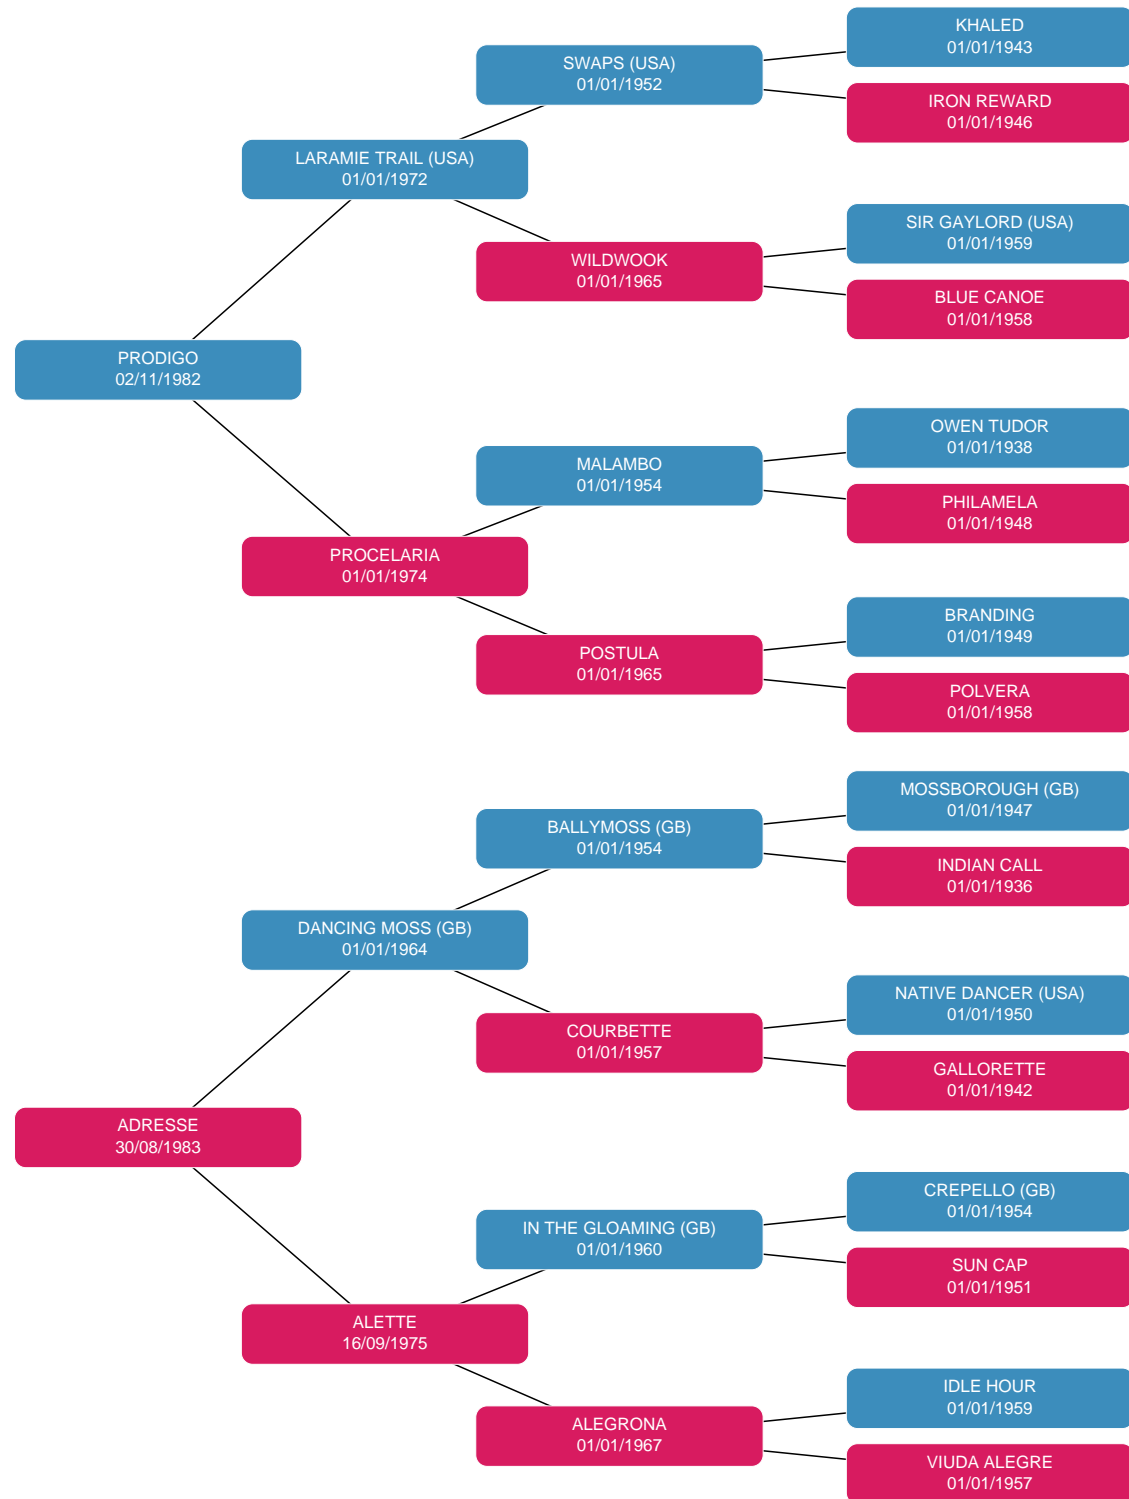 KHALED
01/01/1943
SWAPS (USA)
01/01/1952
IRON REWARD
01/01/1946
LARAMIE TRAIL (USA)
01/01/1972
SIR GAYLORD (USA)
01/01/1959
WILDWOOK
01/01/1965
BLUE CANOE
01/01/1958
PRODIGO
02/11/1982
OWEN TUDOR
01/01/1938
MALAMBO
01/01/1954
PHILAMELA
01/01/1948
PROCELARIA
01/01/1974
BRANDING
01/01/1949
POSTULA
01/01/1965
POLVERA
01/01/1958
MOSSBOROUGH (GB)
01/01/1947
BALLYMOSS (GB)
01/01/1954
INDIAN CALL
01/01/1936
DANCING MOSS (GB)
01/01/1964
NATIVE DANCER (USA)
01/01/1950
COURBETTE
01/01/1957
GALLORETTE
01/01/1942
ADRESSE
30/08/1983
CREPELLO (GB)
01/01/1954
IN THE GLOAMING (GB)
01/01/1960
SUN CAP
01/01/1951
ALETTE
16/09/1975
IDLE HOUR
01/01/1959
ALEGRONA
01/01/1967
VIUDA ALEGRE
01/01/1957